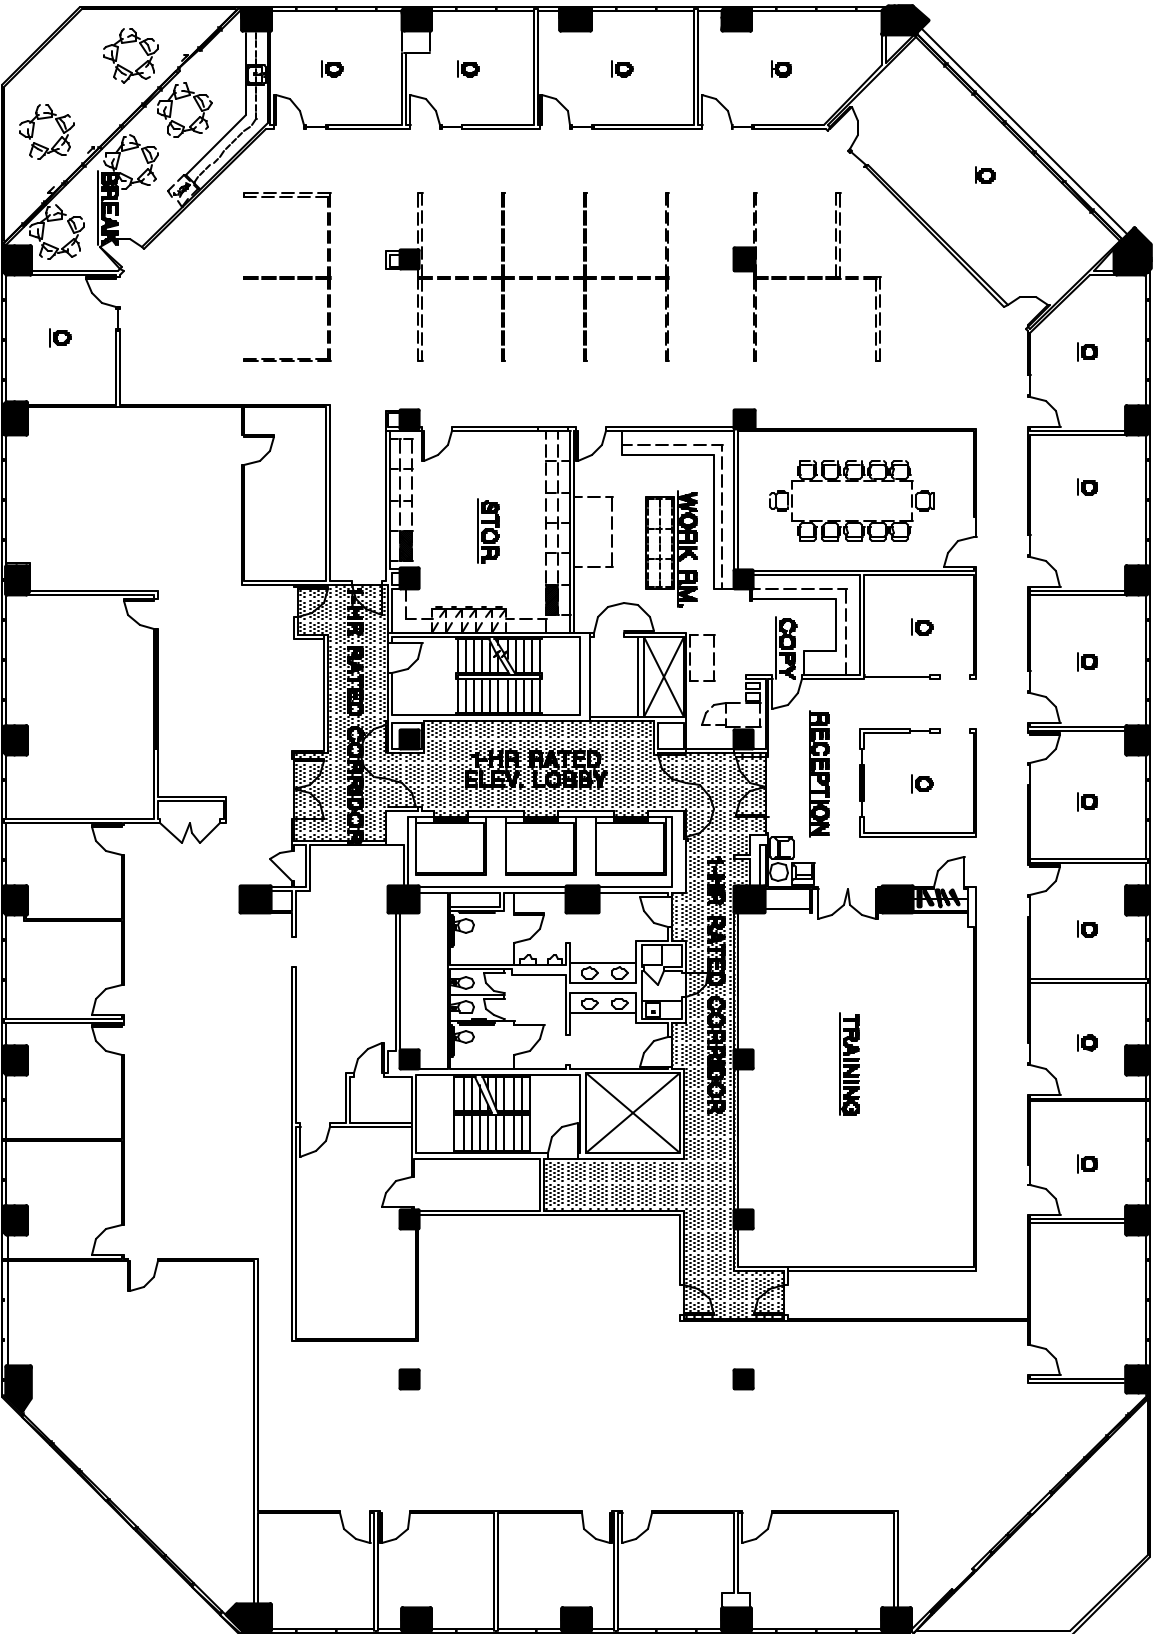 O
O
O
O
O
BREAK
O
O
O
STOR.
WORK RM.
1-HR RATED CORRIDOR
COPY
O
O
RECEPTION
1-HR RATED
ELEV. LOBBY
O
O
1-HR RATED CORRIDOR
O
TRAINING
O
O